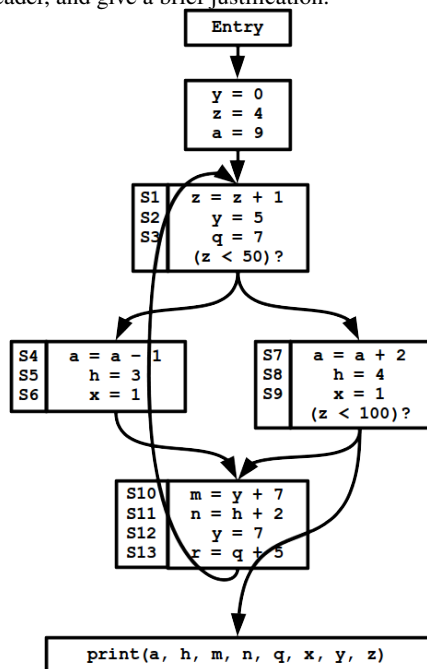 eader, and give a brief justification.
Entry
y = 0
z = 4
a = 9
S1 z = z + 1
S2 y = 5
S3 q = 7
(z < 50)?
S4 a = a - 1
S5 h = 3
S6 x = 1
S7 a = a + 2
S8 h = 4
S9 x = 1
(z < 100)?
S10 m = y + 7
S11 n = h + 2
S12 y = 7
S13 r = q + 5
print(a, h, m, n, q, x, y, z)